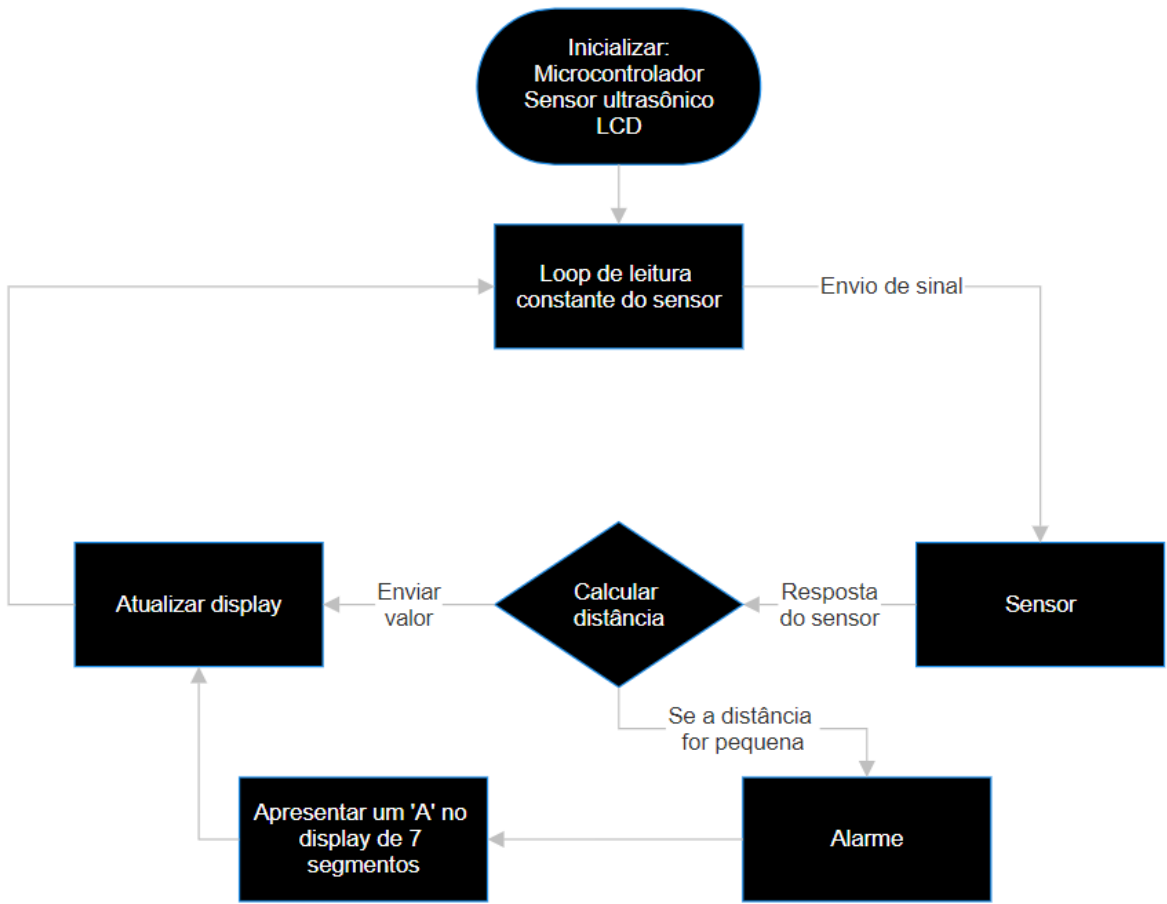 Inicializar:
Microcontrolador
Sensor ultrasônico
LCD
Loop de leitura
constante do sensor
Envio de sinal
Atualizar display
Enviar
valor
Calcular
distância
Resposta
do sensor
Sensor
Se a distância
for pequena
Apresentar um 'A' no
display de 7
segmentos
Alarme